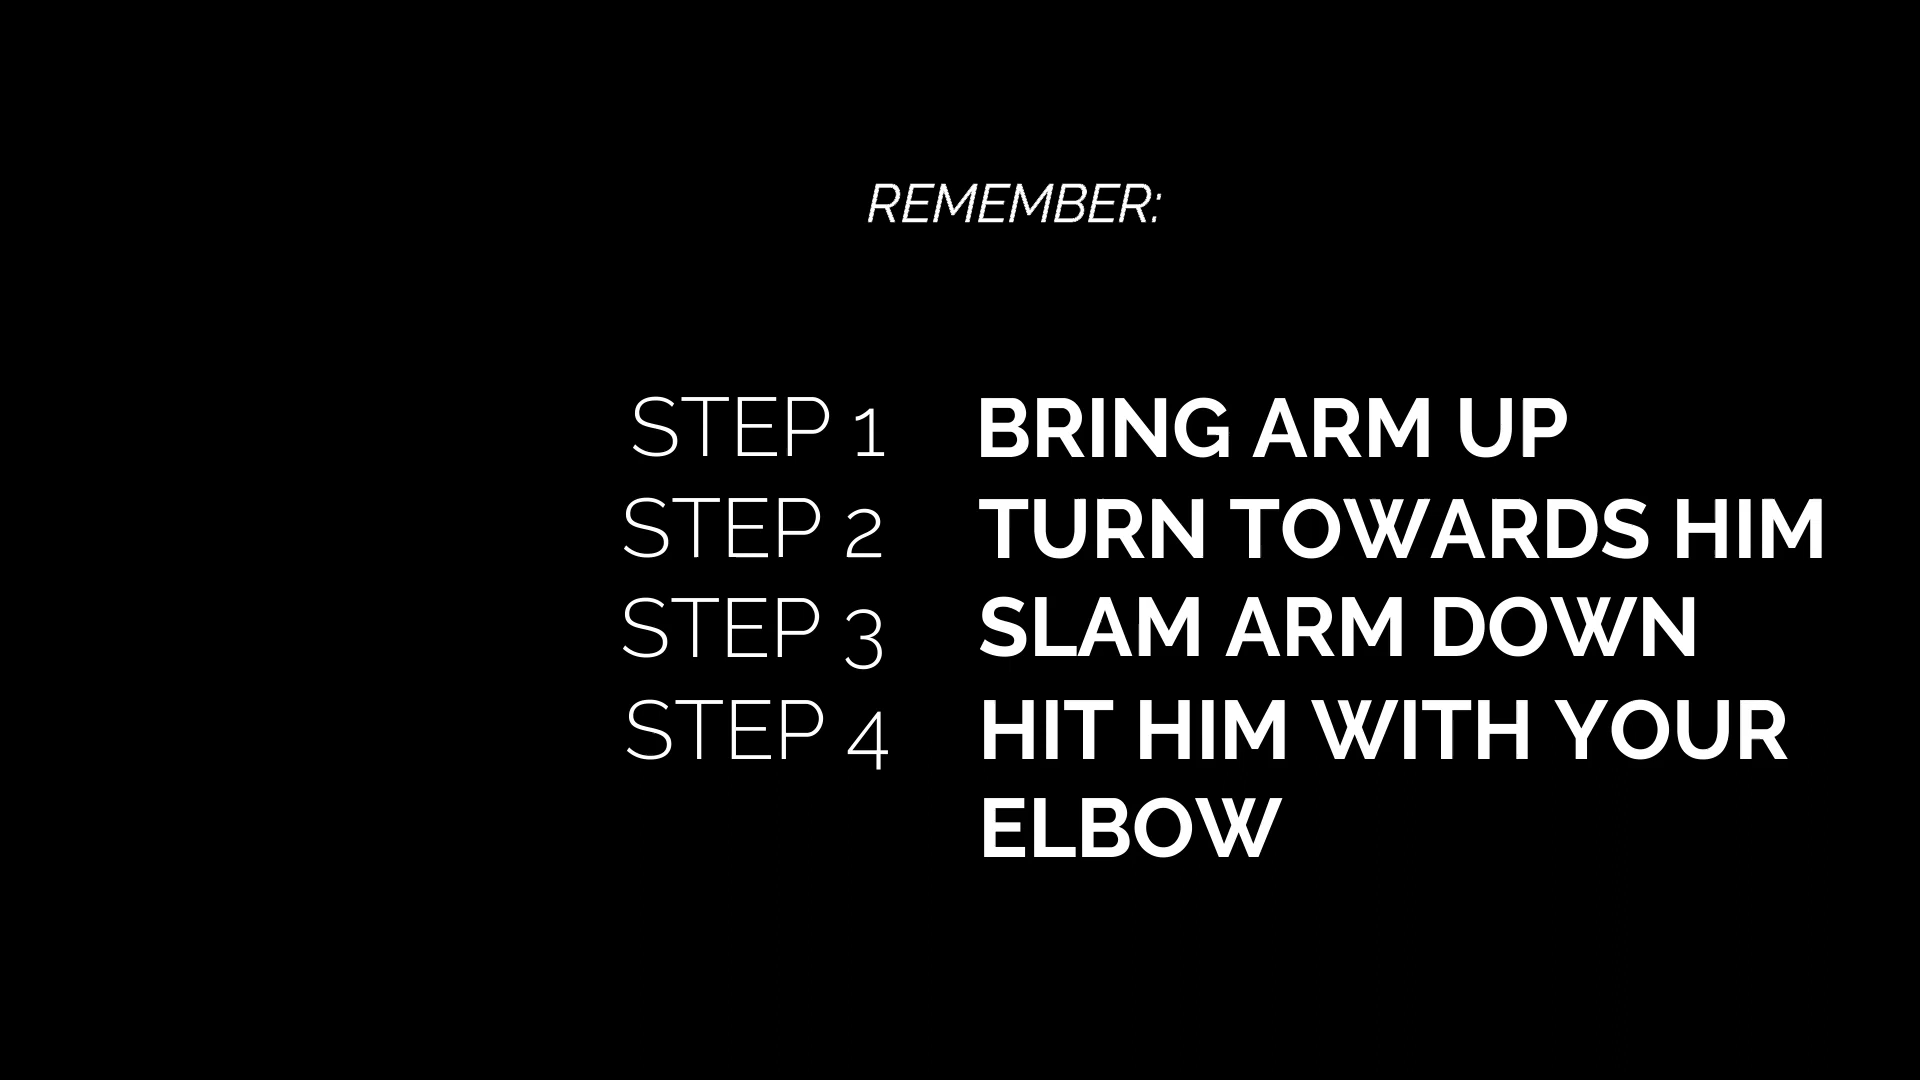 REMEMBER:
STEP 1 BRING ARM UP
STEP 2 TURN TOWARDS HIM
STEP 3 SLAM ARM DOWN
STEP 4 HIT HIM WITH YOUR
ELBOW